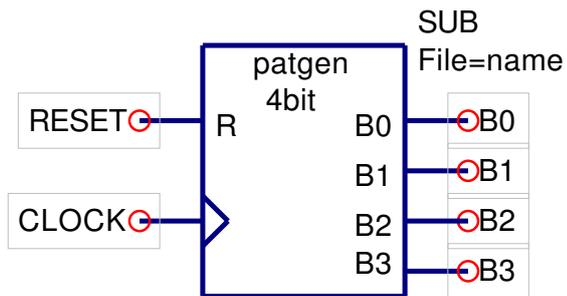 SUB
File=name
patgen
4bit
RESET
R
B0
B0
B1
B1
CLOCK
B2
B2
B3
B3